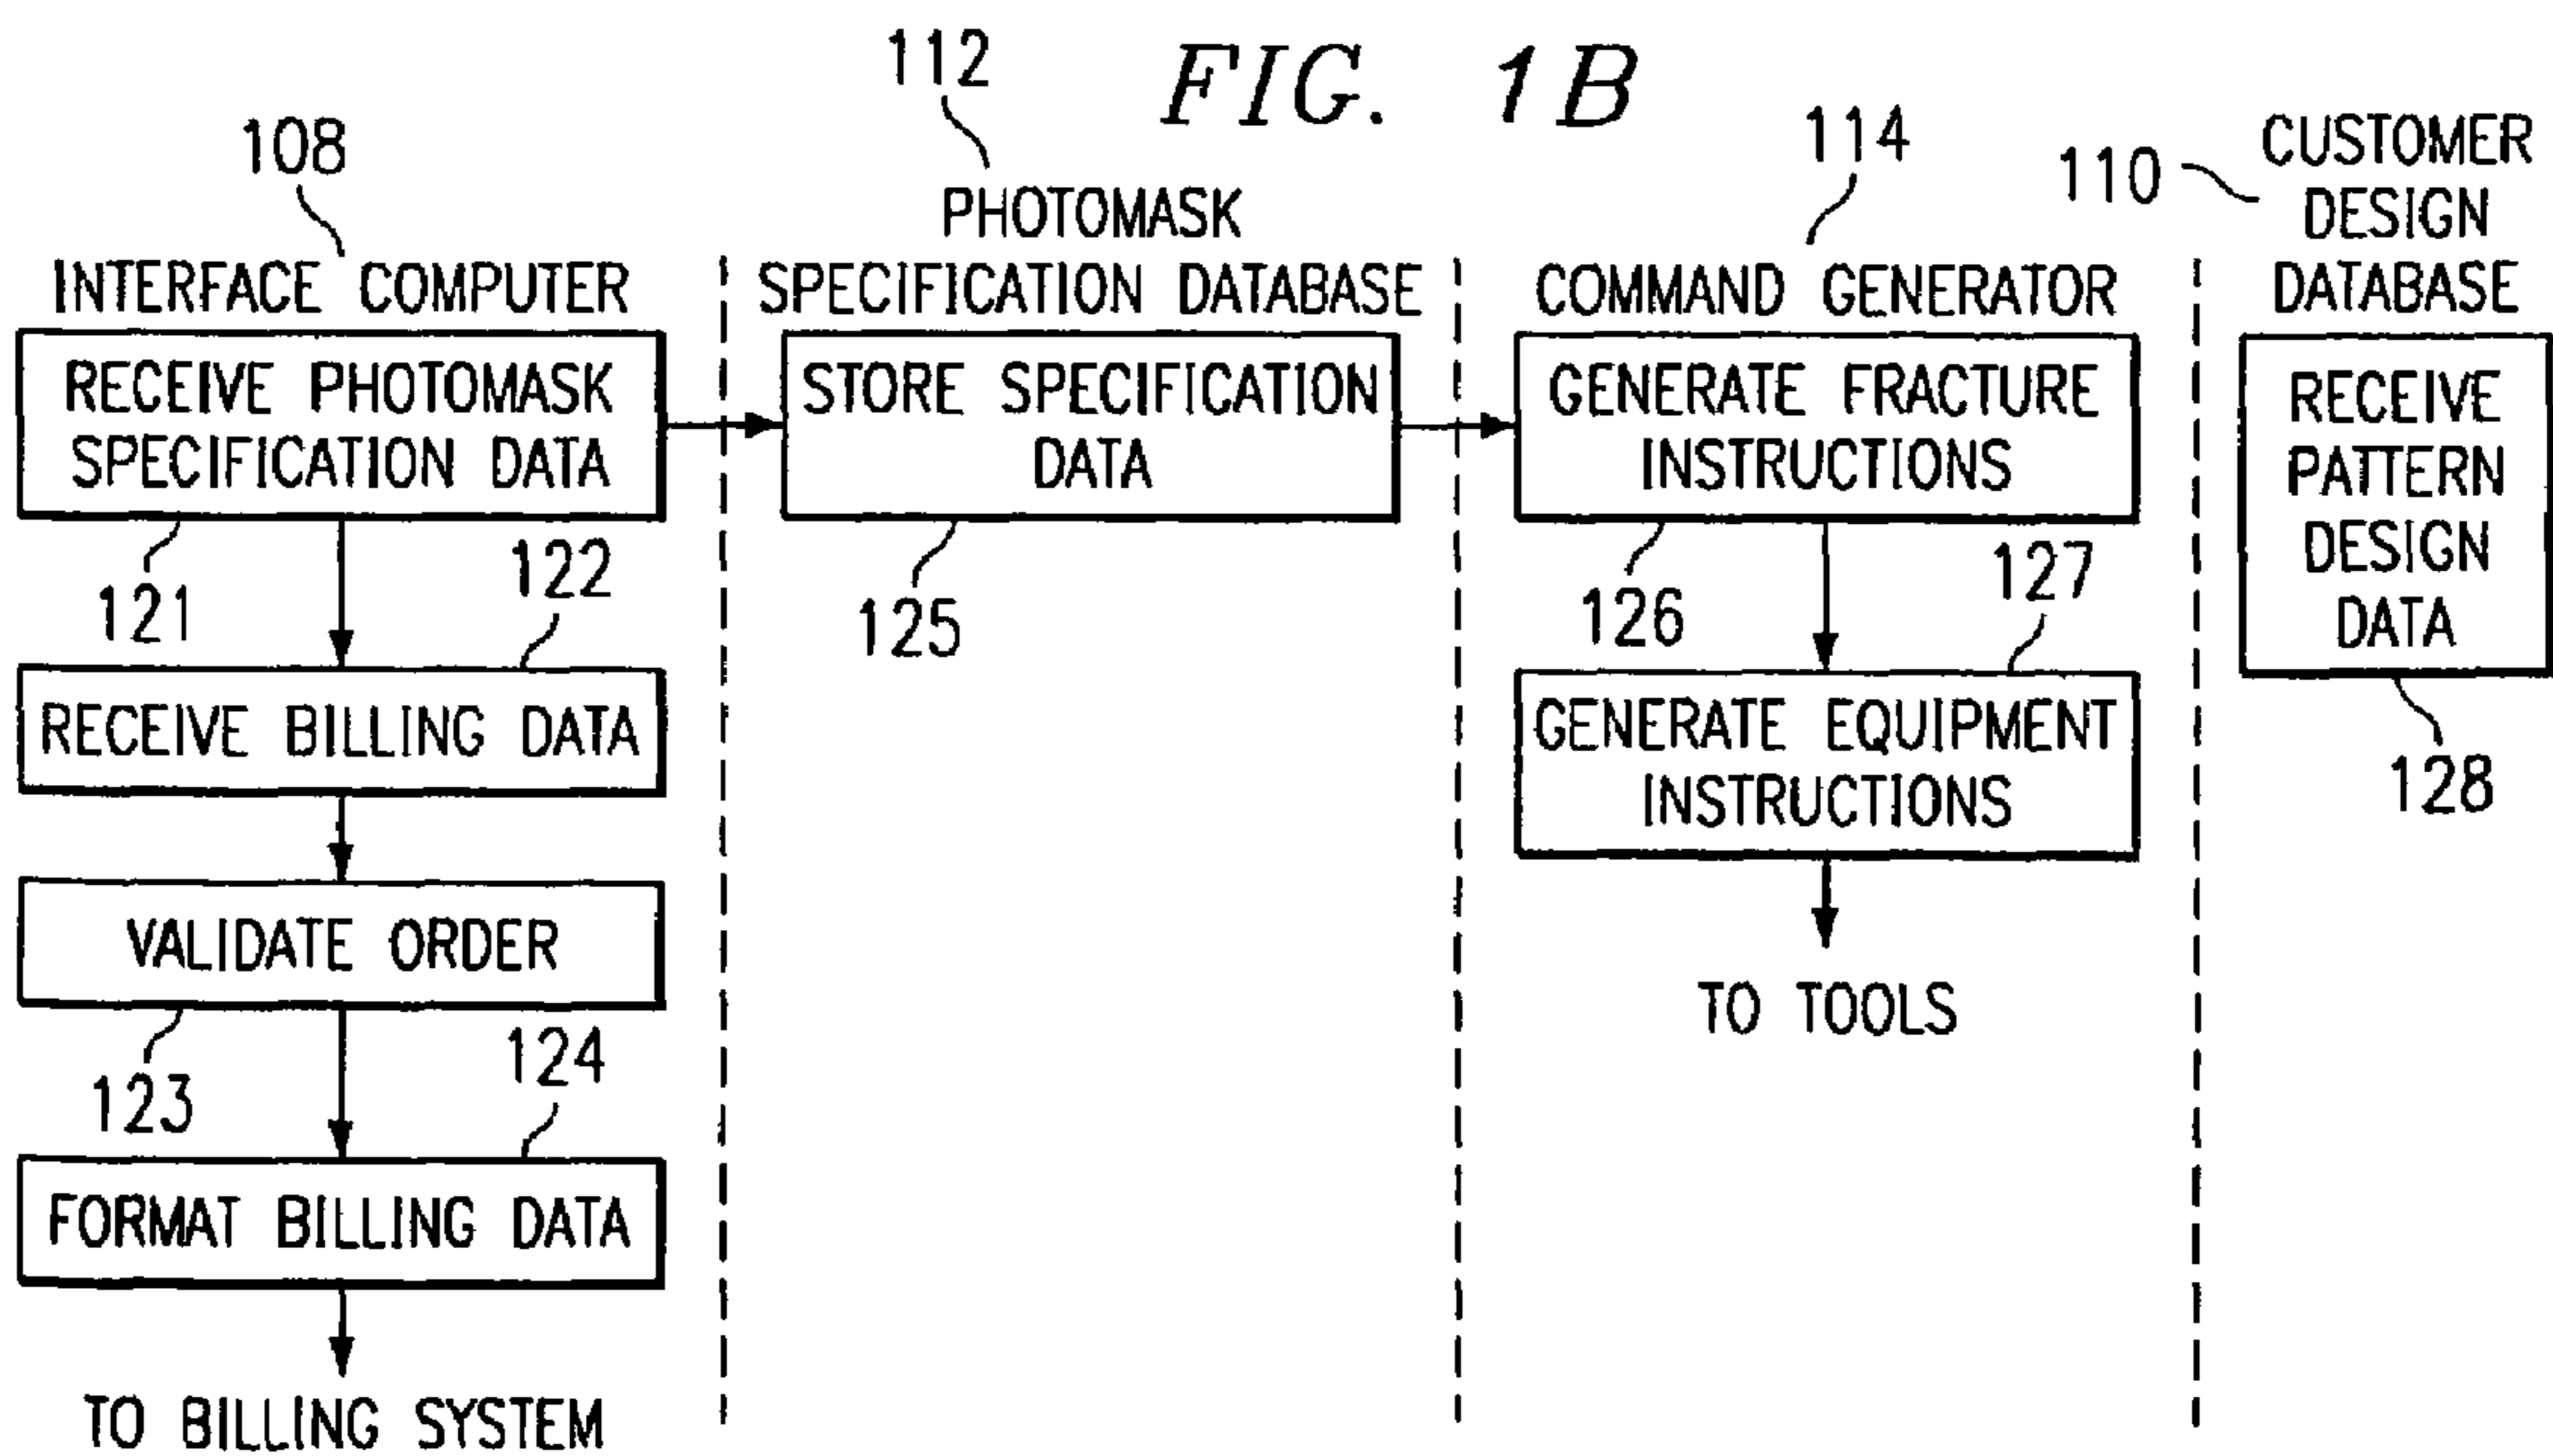 FIG. 1B
108
INTERFACE COMPUTER
RECEIVE PHOTOMASK
SPECIFICATION DATA
121
122
RECEIVE BILLING DATA
VALIDATE ORDER
123
124
FORMAT BILLING DATA
TO BILLING SYSTEM
112
PHOTOMASK
SPECIFICATION DATABASE
STORE SPECIFICATION
DATA
125
114
COMMAND GENERATOR
GENERATE FRACTURE
INSTRUCTIONS
126
127
GENERATE EQUIPMENT
INSTRUCTIONS
TO TOOLS
110
CUSTOMER
DESIGN
DATABASE
RECEIVE
PATTERN
DESIGN
DATA
128